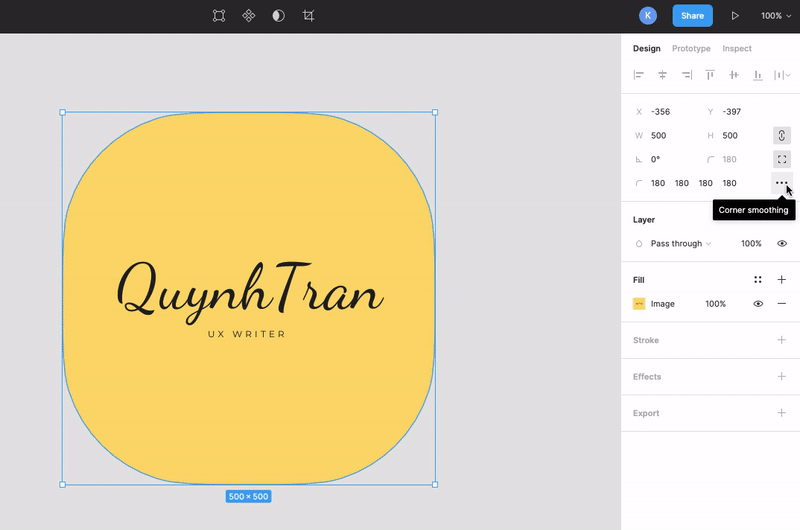 K
Share
100%
Design Prototype Inspect
X -356 Y -397
W 500 H 500
0° 180
180 180 180 180
Corner smoothing
Layer
Pass through 100%
Fill
Image 100%
Stroke
Effects
Export
QuynhTran
UX WRITER
500 × 500